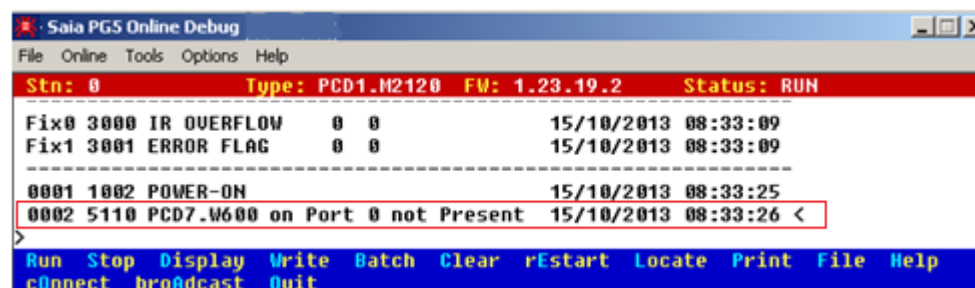 Saia PG5 Online Debug
File Online Tools Options Help
Stn: 0 Type: PCD1.M2120 FW: 1.23.19.2 Status: RUN
Fix0 3000 IR OVERFLOW 0 0 15/10/2013 08:33:09
Fix1 3001 ERROR FLAG 0 0 15/10/2013 08:33:09
0001 1002 POWER-ON 15/10/2013 08:33:25
0002 5110 PCD7.W600 on Port 0 not Present 15/10/2013 08:33:26 <
>
Run Stop Display Write Batch Clear rEstart Locate Print File Help
cOnnect broAdcast Quit